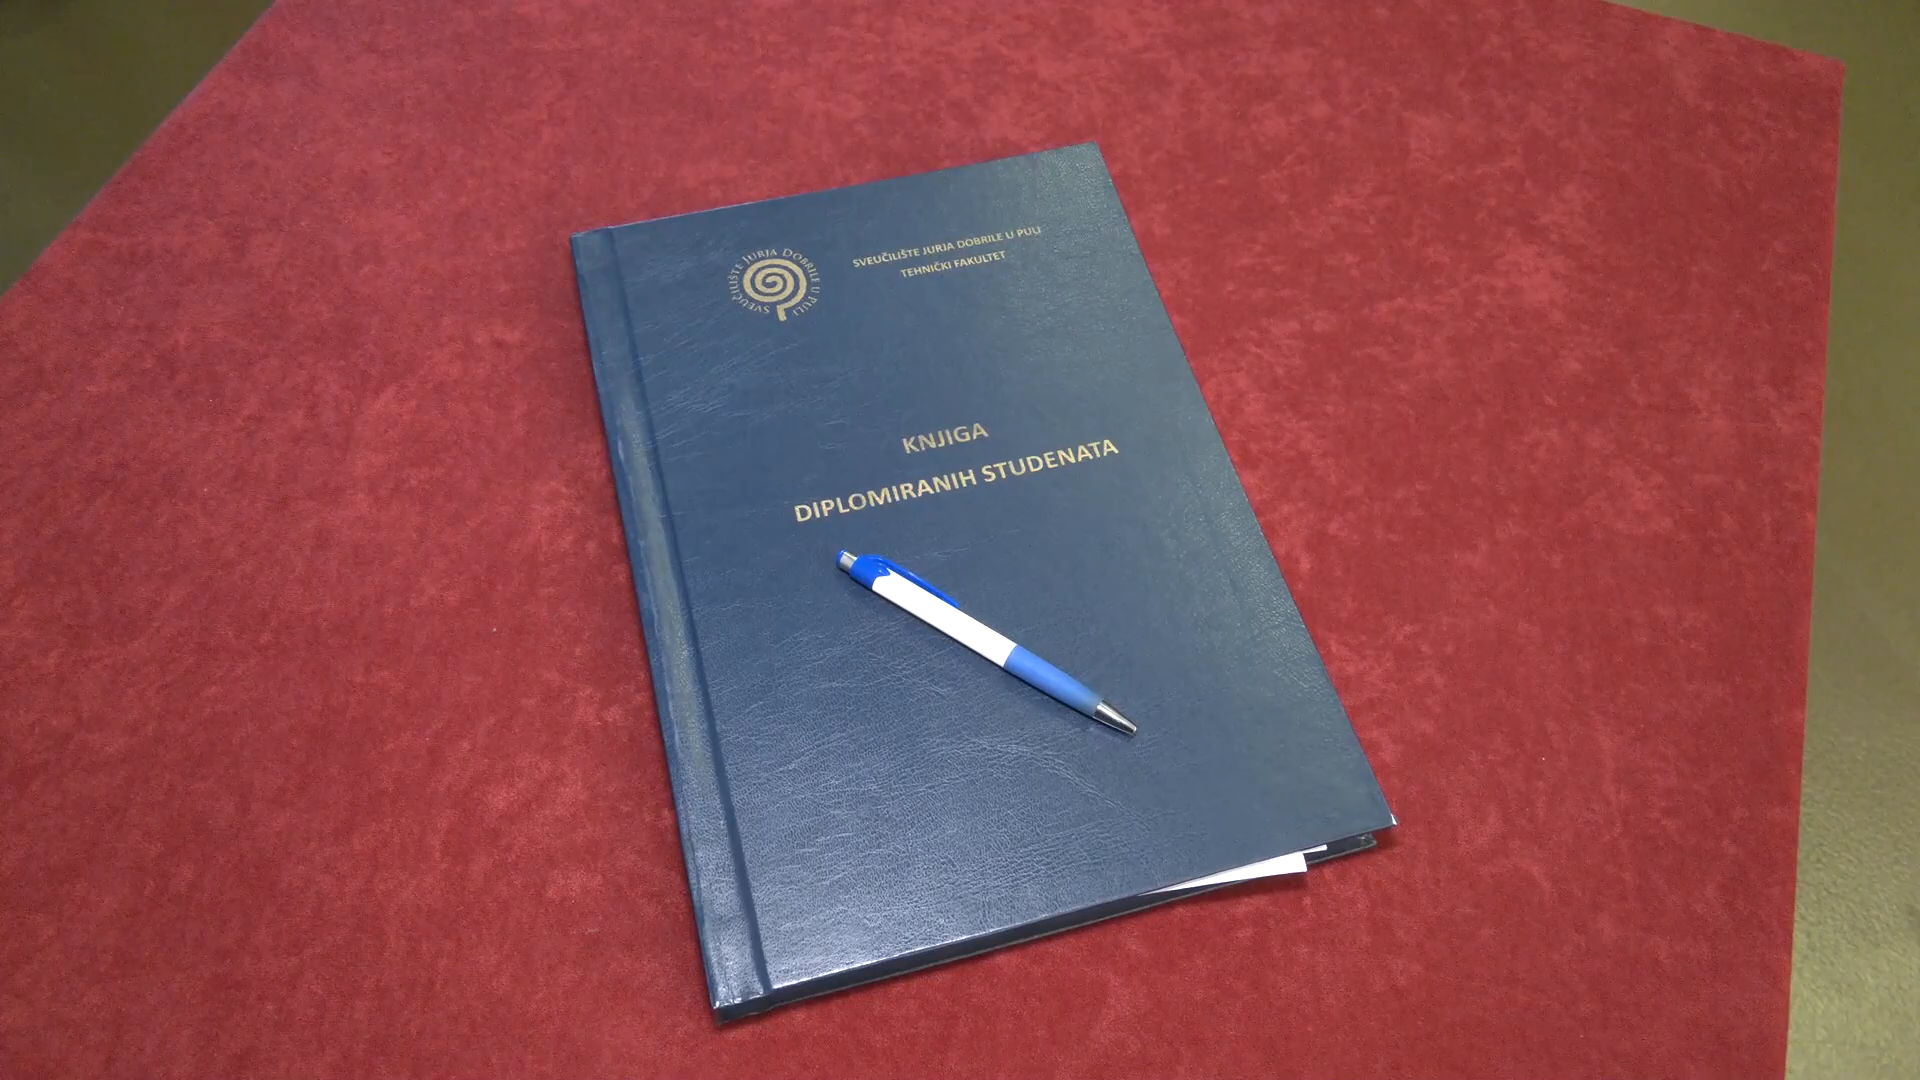 SVEUČILIŠTE JURJA DOBRILE U PULI
SVEUČILIŠTE JURJA DOBRILE U PULI
TEHNIČKI FAKULTET
KNJIGA
DIPLOMIRANIH STUDENATA